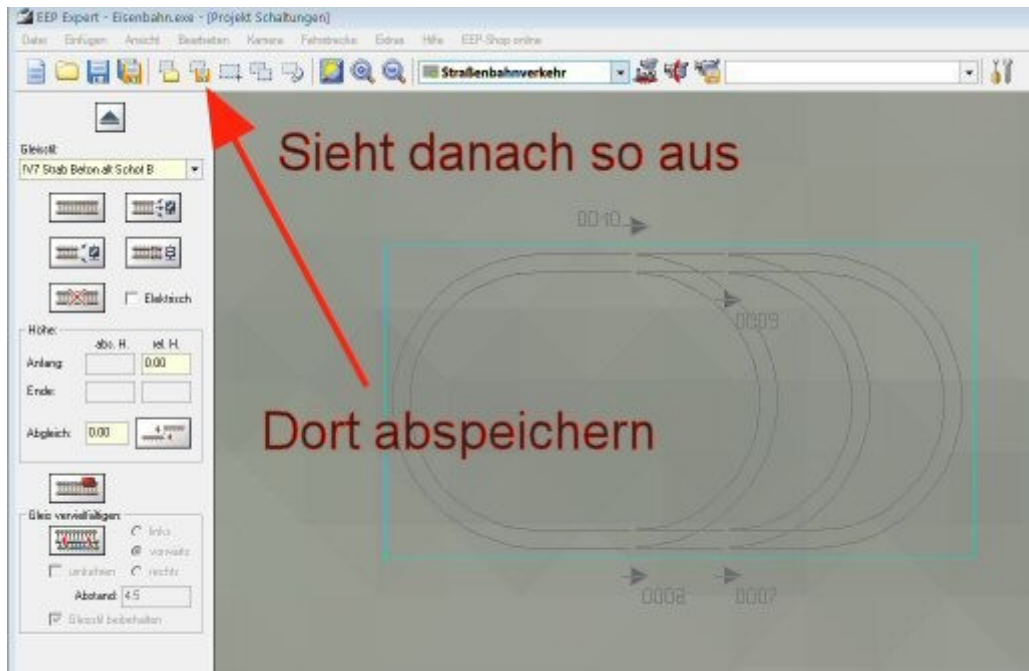 EEP Expert - Eisenbahn.exe - [Projekt Schaltungen]
Datei Einfügen Ansicht Bearbeiten Kamera Fahrstrecke Extras Hilfe EEP-Shop online
Straßenbahnverkehr
Gleisstil:
Sieht danach so aus
0010
Elektrisch
0009
Höhe:
abs. H. rel. H.
Anfang: 0.00
Ende:
Dort abspeichern
Abgleich: 0.00
Gleis vervielfältigen:
links
vorwärts
umkehren rechts
0008 0007
Abstand: 4.5
Gleisstil beibehalten